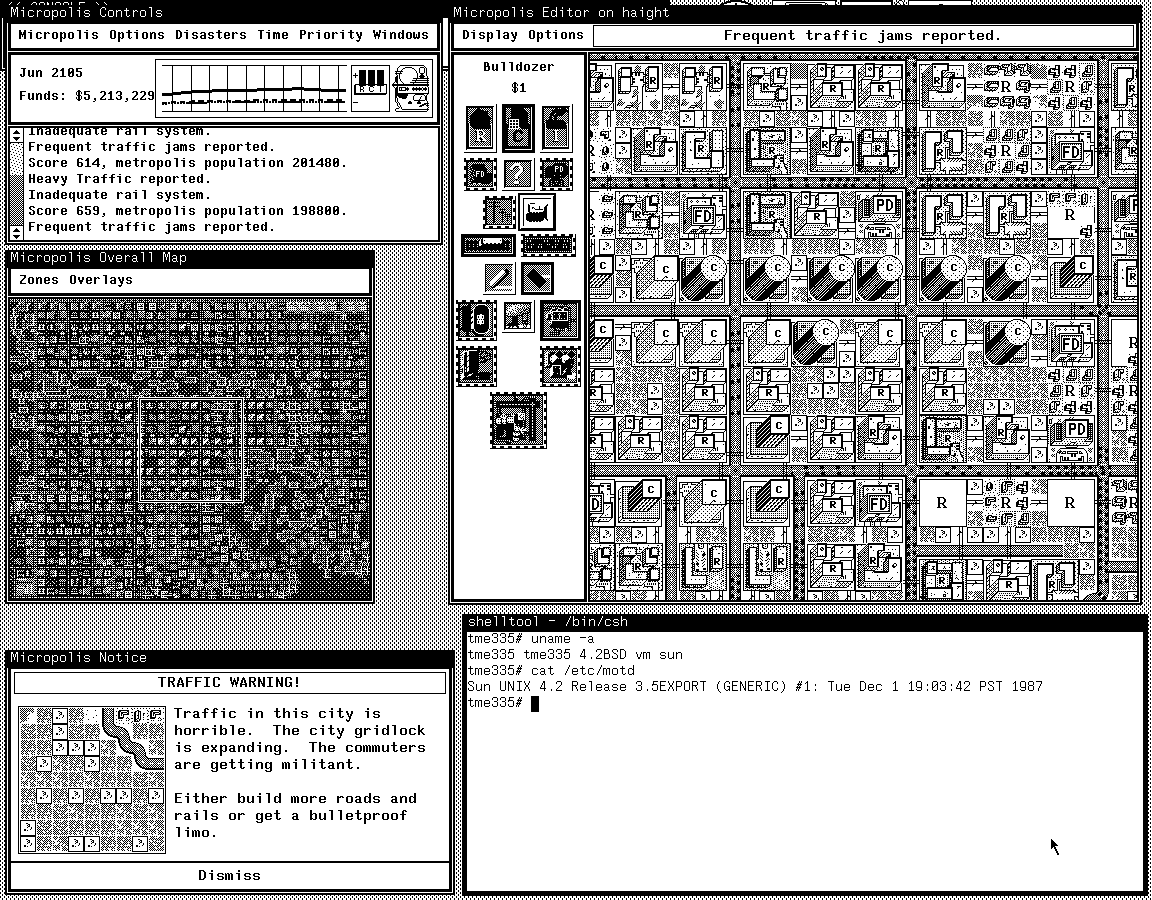 Micropolis Controls
Micropolis Options Disasters Time Priority Windows
Jun 2105
Funds: $5,213,229
R C I
Inadequate rail system.
Frequent traffic jams reported.
Score 614, metropolis population 201480.
Heavy Traffic reported.
Inadequate rail system.
Score 659, metropolis population 198800.
Frequent traffic jams reported.
Micropolis Overall Map
Zones Overlays
Micropolis Editor on haight
Display Options
Frequent traffic jams reported.
Bulldozer
$1
Micropolis Notice
TRAFFIC WARNING!
Traffic in this city is
horrible.  The city gridlock
is expanding.  The commuters
are getting militant.
Either build more roads and
rails or get a bulletproof
limo.
Dismiss
shelltool - /bin/csh
tme335# uname -a
tme335 tme335 4.2BSD vm sun
tme335# cat /etc/motd
Sun UNIX 4.2 Release 3.5EXPORT (GENERIC) #1: Tue Dec 1 19:03:42 PST 1987
tme335#